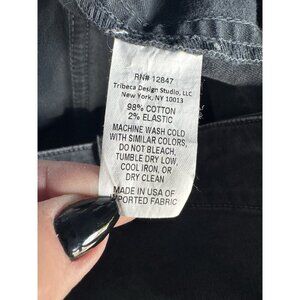 RN# 12847
Tribeca Design Studio, LLC
New York, NY 10013
98% COTTON
2% ELASTIC
MACHINE WASH COLD
WITH SIMILAR COLORS,
DO NOT BLEACH,
TUMBLE DRY LOW,
COOL IRON, OR
DRY CLEAN
MADE IN USA OF
IMPORTED FABRIC